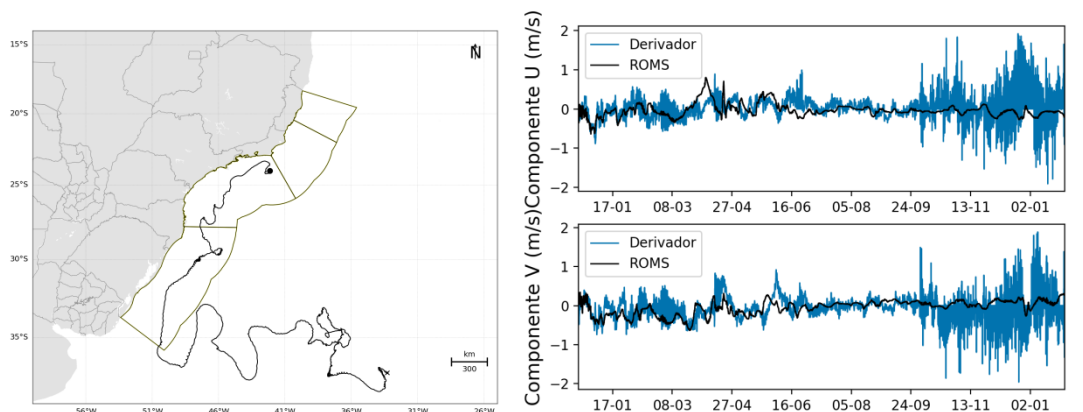 15°S
20°S
25°S
30°S
35°S
56°W 51°W 46°W 41°W 36°W 31°W 26°W
N
km
300
Componente U (m/s)
2
1
0
−1
−2
Derivador
ROMS
17-01 08-03 27-04 16-06 05-08 24-09 13-11 02-01
Componente V (m/s)
2
1
0
−1
−2
Derivador
ROMS
17-01 08-03 27-04 16-06 05-08 24-09 13-11 02-01